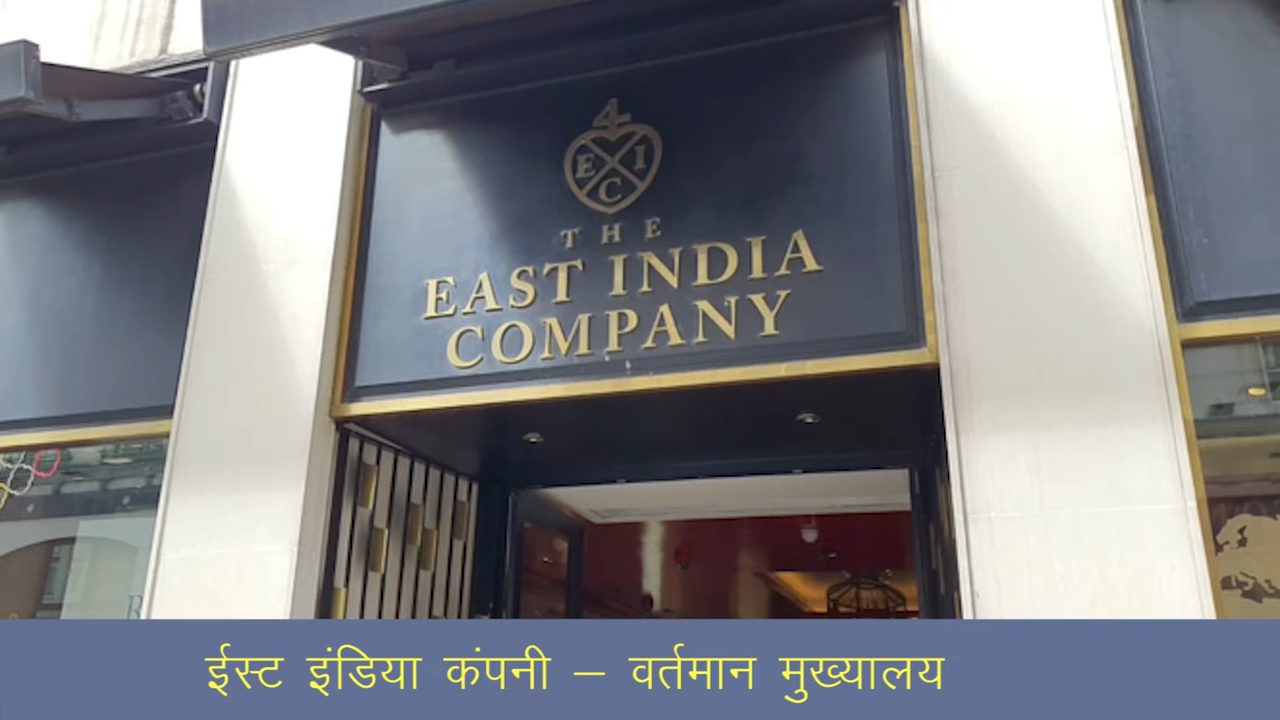 4
E I
C
THE
EAST INDIA
COMPANY
ईस्ट इंडिया कंपनी – वर्तमान मुख्यालय